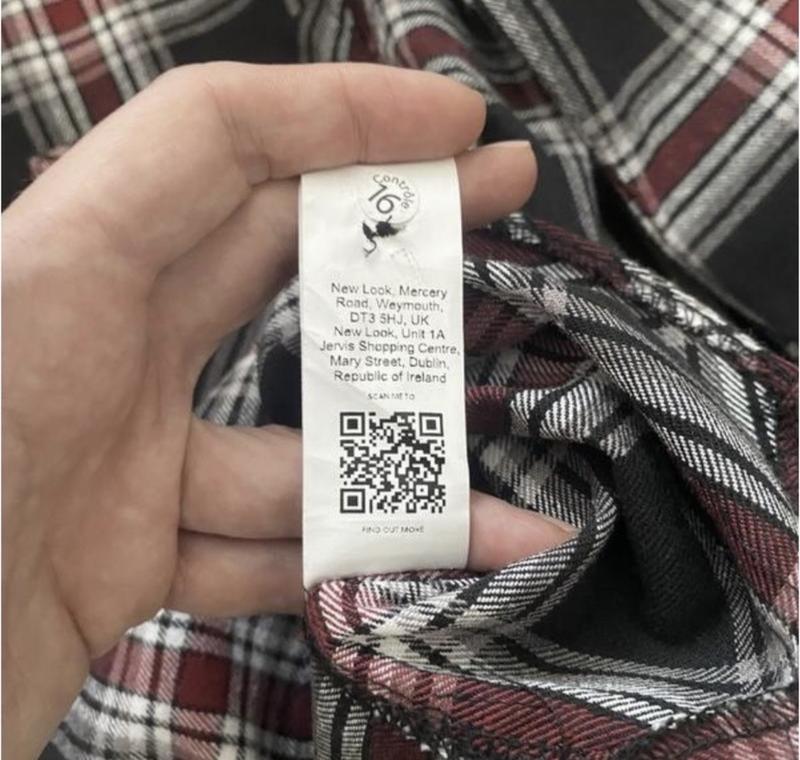 Contrôle
16
New Look, Mercery
Road, Weymouth,
DT3 5HJ, UK
New Look, Unit 1A
Jervis Shopping Centre,
Mary Street, Dublin,
Republic of Ireland
SCAN ME TO
FIND OUT MORE